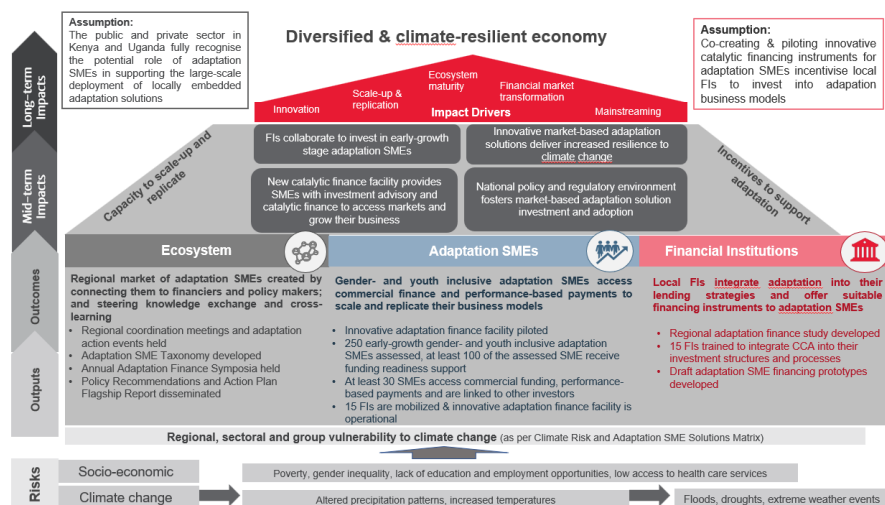 Assumption:
The public and private sector in
Kenya and Uganda fully recognise
the potential role of adaptation
SMEs in supporting the large-scale
deployment of locally embedded
adaptation solutions
Diversified & climate-resilient economy
Assumption:
Co-creating & piloting innovative
catalytic financing instruments for
adaptation SMEs incentivise local
FIs to invest into adapation
business models
Long-term
Impacts
Mid-term
Impacts
Outcomes
Outputs
Innovation
Scale-up &
replication
Ecosystem
maturity
Financial market
transformation
Mainstreaming
Impact Drivers
Capacity to scale-up and
replicate
FIs collaborate to invest in early-growth
stage adaptation SMEs
Innovative market-based adaptation
solutions deliver increased resilience to
climate change
New catalytic finance facility provides
SMEs with investment advisory and
catalytic finance to access markets and
grow their business
National policy and regulatory environment
fosters market-based adaptation solution
investment and adoption
Incentives to support
adaptation
Ecosystem
Regional market of adaptation SMEs created by
connecting them to financiers and policy makers;
and steering knowledge exchange and cross-
learning
• Regional coordination meetings and adaptation
action events held
• Adaptation SME Taxonomy developed
• Annual Adaptation Finance Symposia held
• Policy Recommendations and Action Plan
Flagship Report disseminated
Adaptation SMEs
Gender- and youth inclusive adaptation SMEs access
commercial finance and performance-based payments to
scale and replicate their business models
• Innovative adaptation finance facility piloted
• 250 early-growth gender- and youth inclusive adaptation
SMEs assessed, at least 100 of the assessed SME receive
funding readiness support
• At least 30 SMEs access commercial funding, performance-
based payments and are linked to other investors
• 15 FIs are mobilized & innovative adaptation finance facility is
operational
Financial Institutions
Local FIs integrate adaptation into their
lending strategies and offer suitable
financing instruments to adaptation SMEs
• Regional adaptation finance study developed
• 15 FIs trained to integrate CCA into their
investment structures and processes
• Draft adaptation SME financing prototypes
developed
Regional, sectoral and group vulnerability to climate change (as per Climate Risk and Adaptation SME Solutions Matrix)
Risks
Socio-economic
Poverty, gender inequality, lack of education and employment opportunities, low access to health care services
Climate change
Altered precipitation patterns, increased temperatures
Floods, droughts, extreme weather events